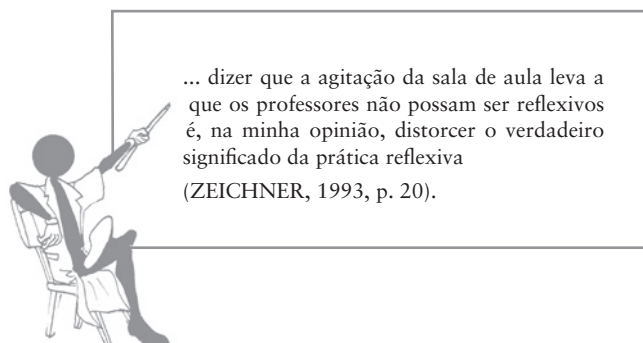 ... dizer que a agitação da sala de aula leva a
que os professores não possam ser reflexivos
é, na minha opinião, distorcer o verdadeiro
significado da prática reflexiva
(ZEICHNER, 1993, p. 20).